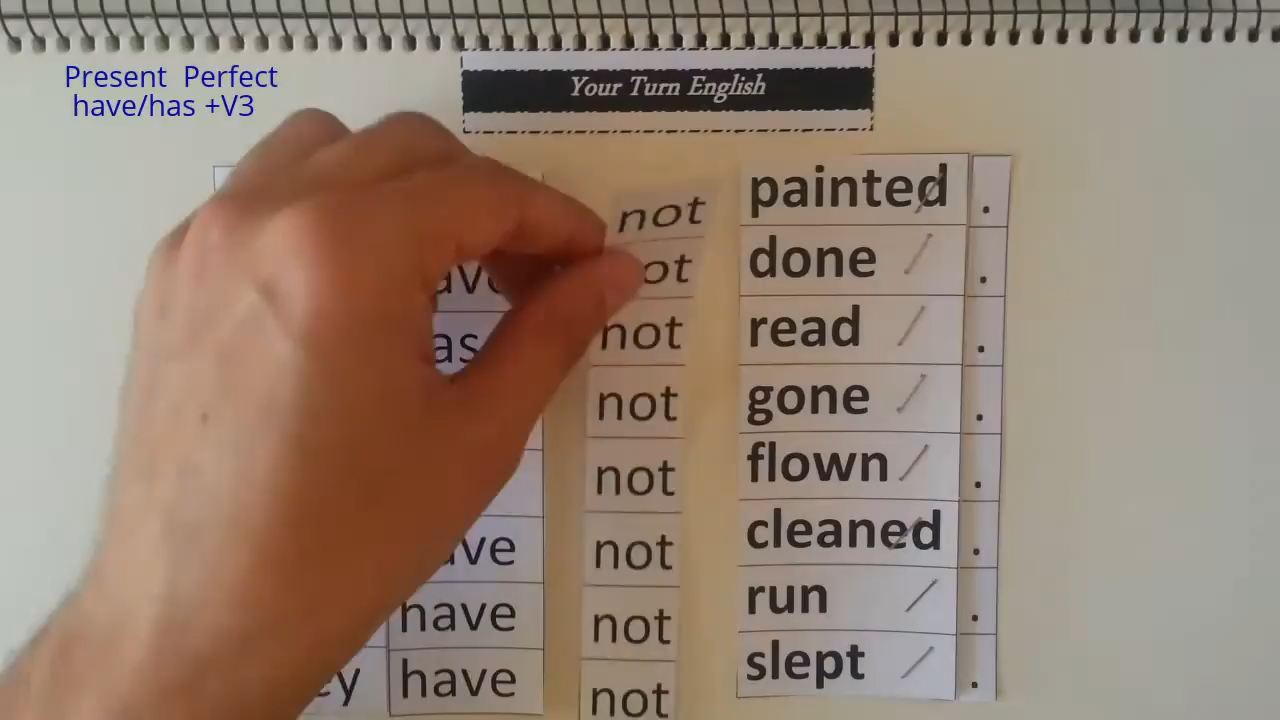 Present Perfect
have/has +V3
Your Turn English
not painted .
done .
not read .
not gone .
not flown .
not cleaned .
have not run .
have not slept .